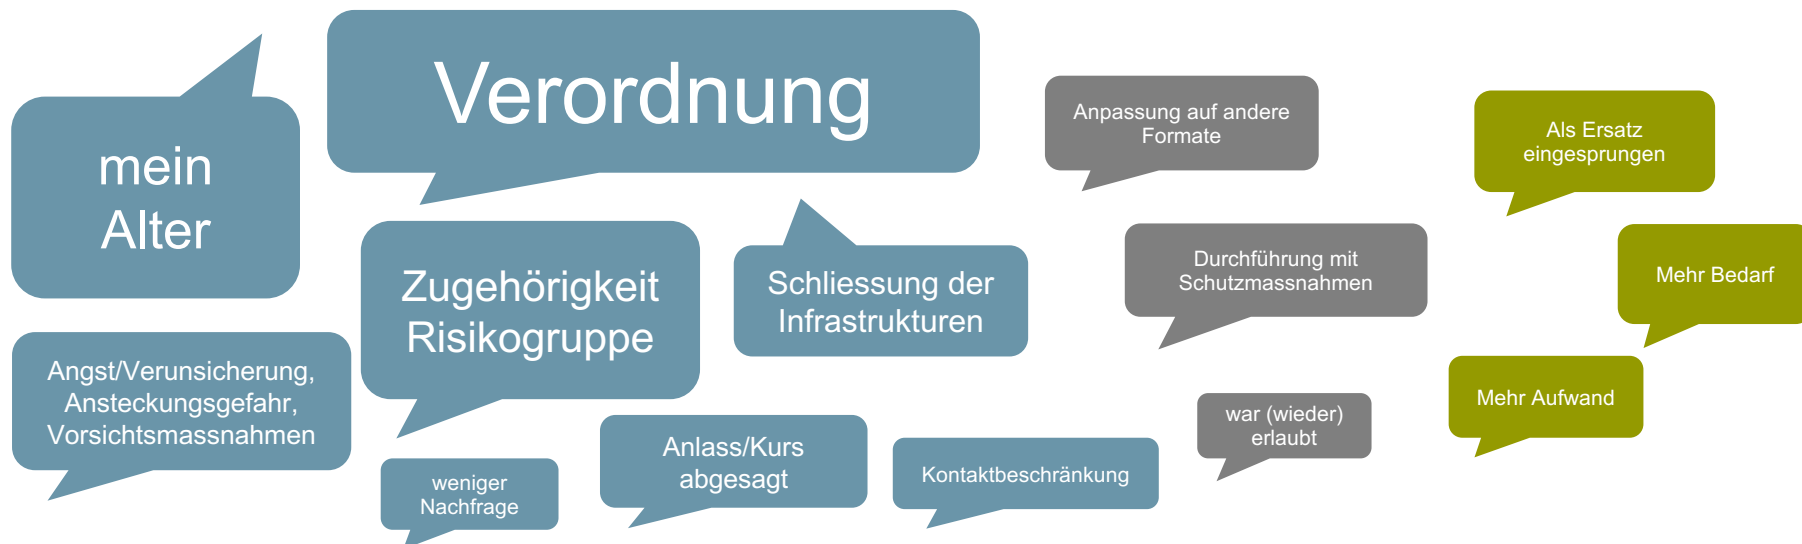 Verordnung
mein
Alter
Zugehörigkeit
Risikogruppe
Schliessung der
Infrastrukturen
Angst/Verunsicherung,
Ansteckungsgefahr,
Vorsichtsmassnahmen
weniger
Nachfrage
Anlass/Kurs
abgesagt
Kontaktbeschränkung
Anpassung auf andere
Formate
Durchführung mit
Schutzmassnahmen
war (wieder)
erlaubt
Als Ersatz
eingesprungen
Mehr Bedarf
Mehr Aufwand